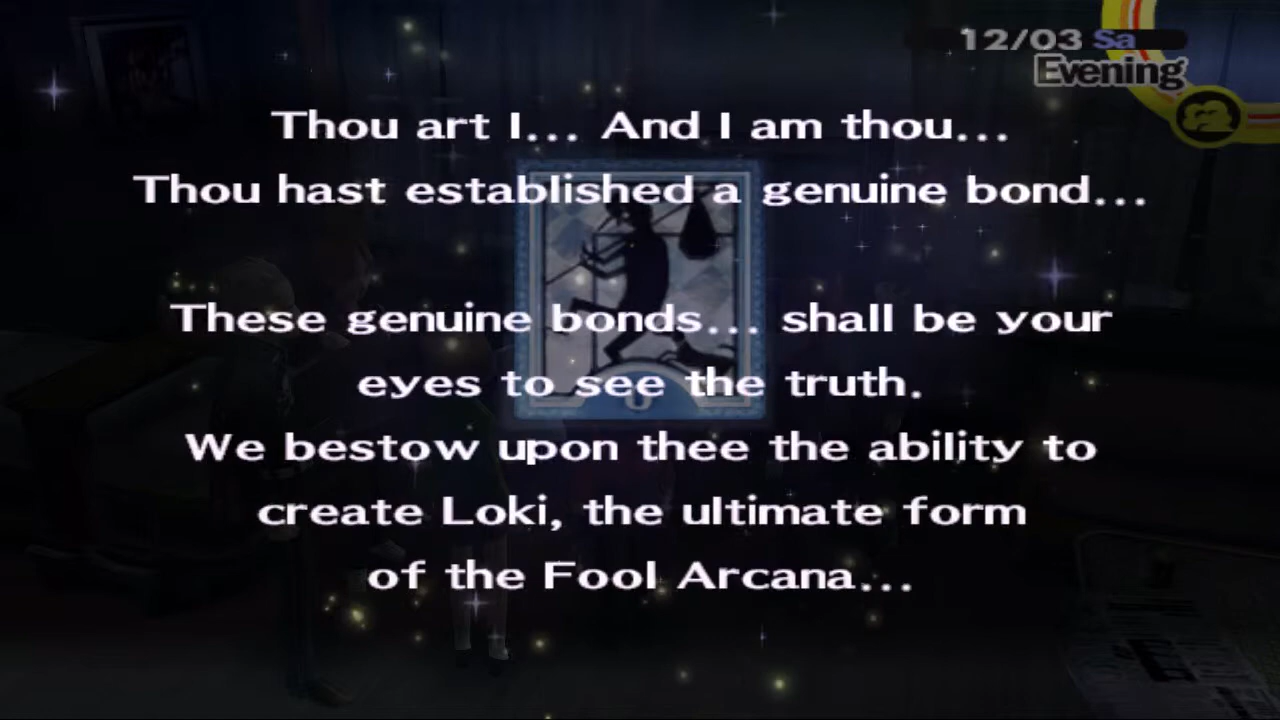 12/03 Sa
Evening
Thou art I... And I am thou...
Thou hast established a genuine bond...
These genuine bonds... shall be your
eyes to see the truth.
We bestow upon thee the ability to
create Loki, the ultimate form
of the Fool Arcana...
0